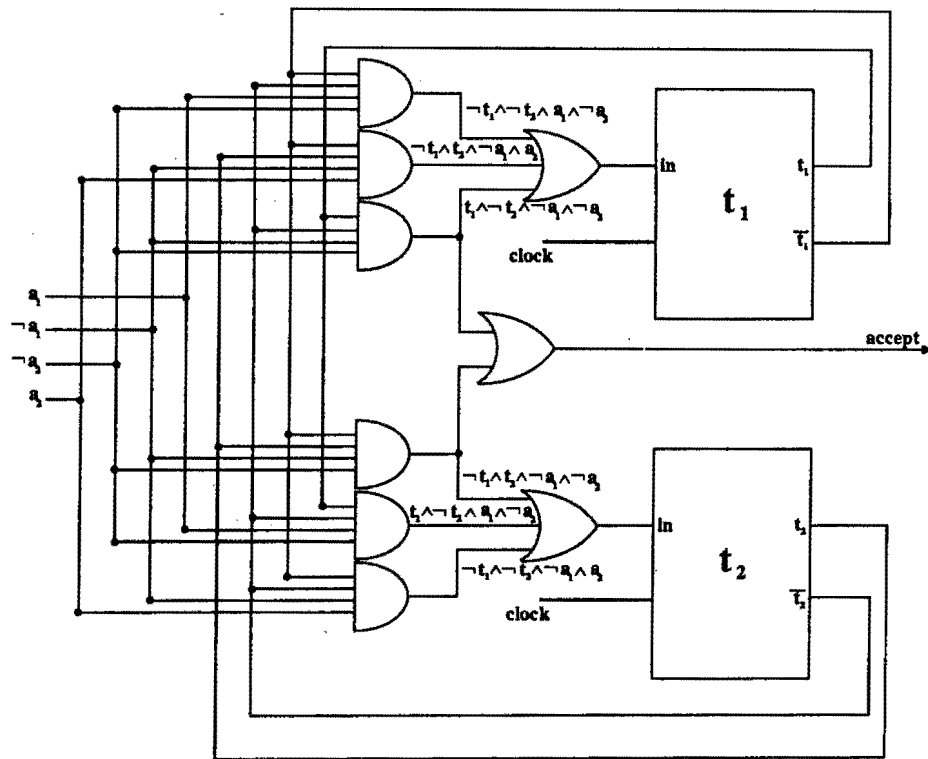 ¬ t₁ ∧ ¬ t₂ ∧ a₁ ∧ ¬ a₂
¬ t₁ ∧ t₂ ∧ ¬ a₁ ∧ a₂
in
t₁
t₁
t₁ ∧ ¬ t₂ ∧ ¬ a₁ ∧ ¬ a₂
t̅₁
clock
a₁
¬ a₁
¬ a₂
a₂
accept
¬ t₁ ∧ t₂ ∧ ¬ a₁ ∧ ¬ a₂
t₁ ∧ ¬ t₂ ∧ a₁ ∧ ¬ a₂
in
t₂
t₂
¬ t₁ ∧ ¬ t₂ ∧ ¬ a₁ ∧ a₂
t̅₂
clock